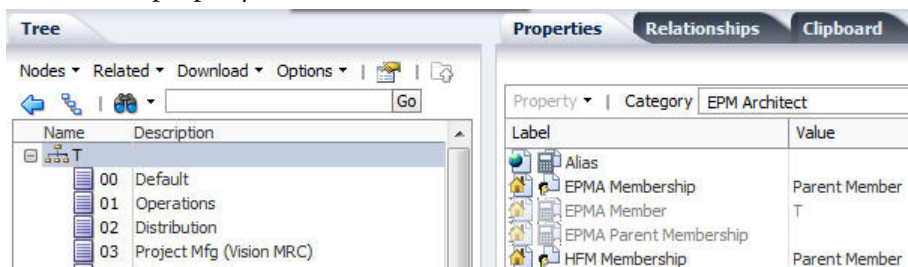 Tree
Nodes Related Download Options
Go
Name Description
T
00 Default
01 Operations
02 Distribution
03 Project Mfg (Vision MRC)
Properties Relationships Clipboard
Property Category EPM Architect
Label Value
Alias
EPMA Membership Parent Member
EPMA Member T
EPMA Parent Membership
HFM Membership Parent Member